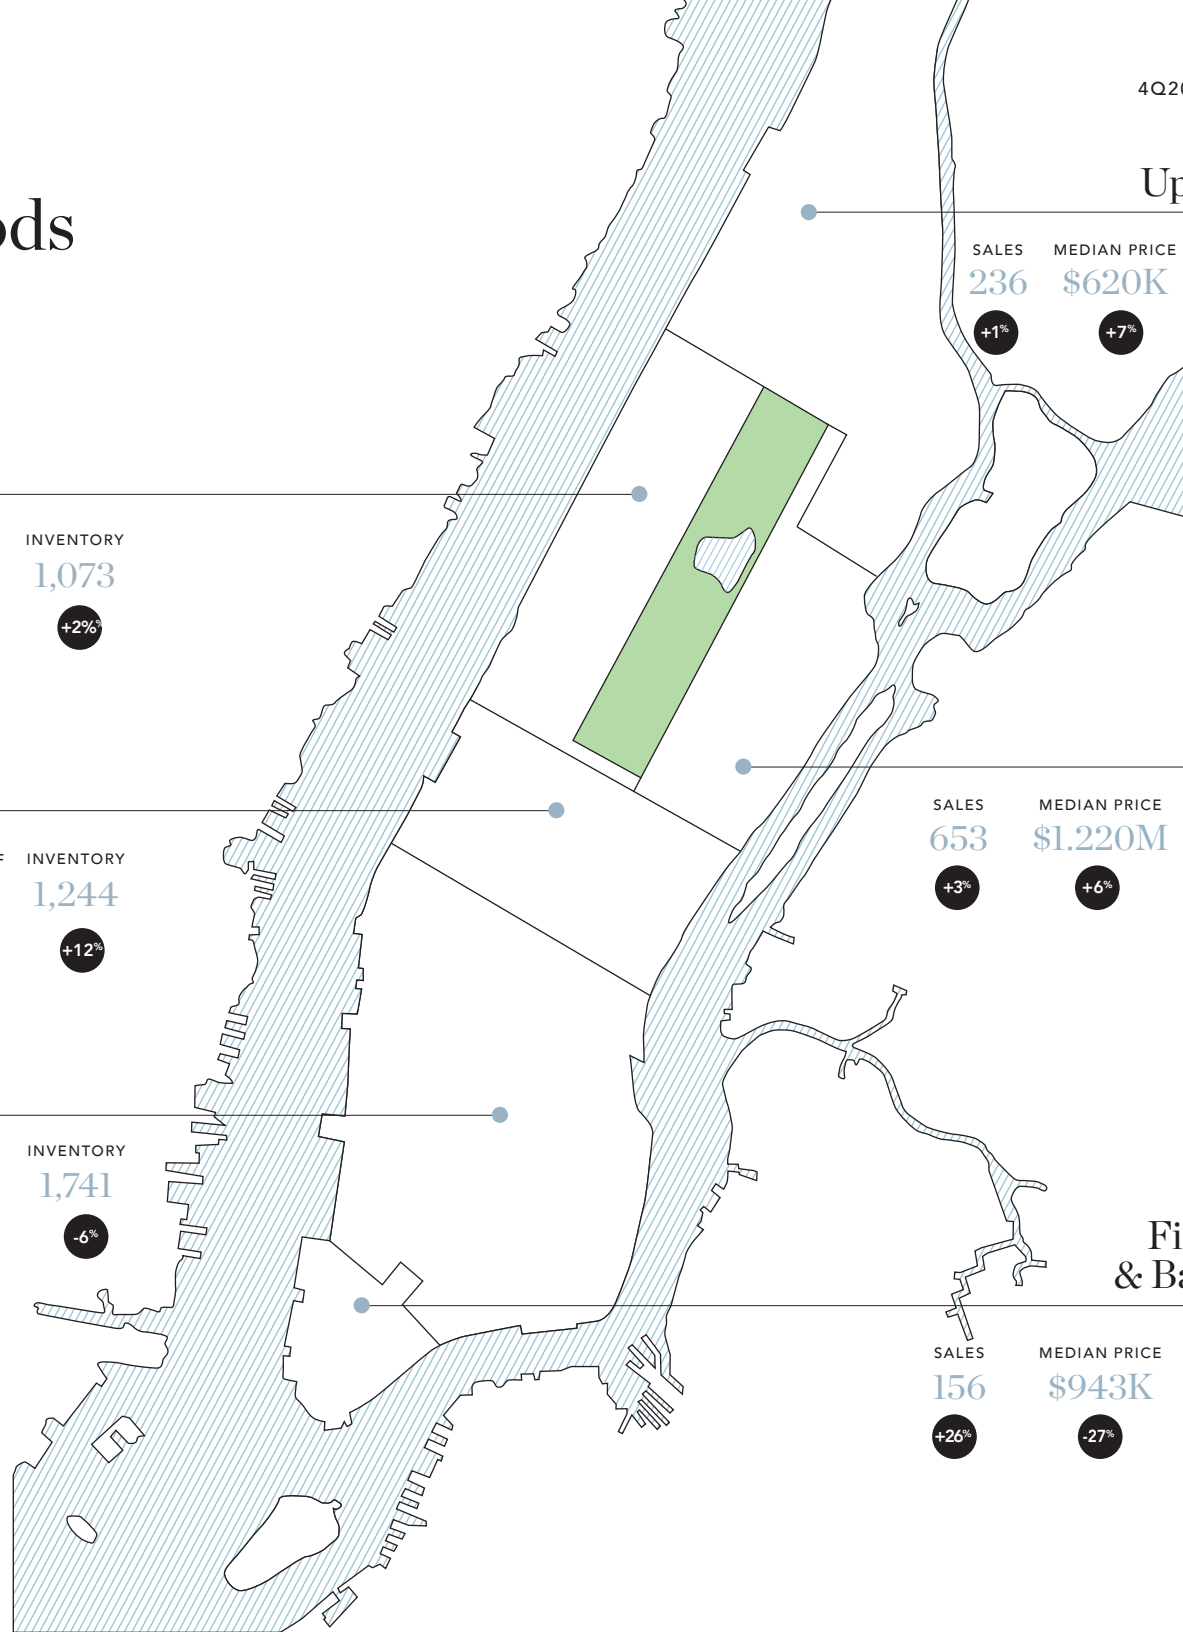 4Q20
ods
Up
SALES MEDIAN PRICE
236 $620K
+1% +7%
INVENTORY
1,073
+2%%
SALES MEDIAN PRICE
653 $1.220M
+3% +6%
F INVENTORY
1,244
+12%
INVENTORY
1,741
-6%
Fi
& Ba
SALES MEDIAN PRICE
156 $943K
+26% -27%